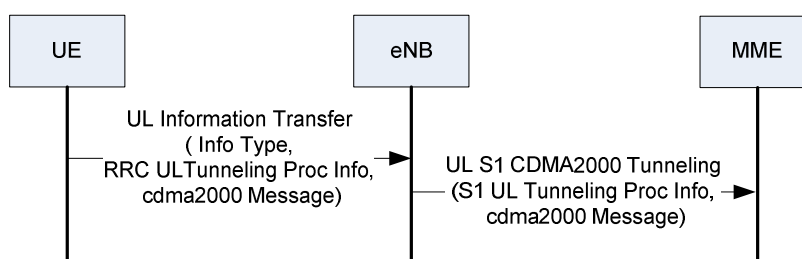 UE
eNB
MME
UL Information Transfer
( Info Type,
RRC ULTunneling Proc Info,
cdma2000 Message)
UL S1 CDMA2000 Tunneling
(S1 UL Tunneling Proc Info,
cdma2000 Message)